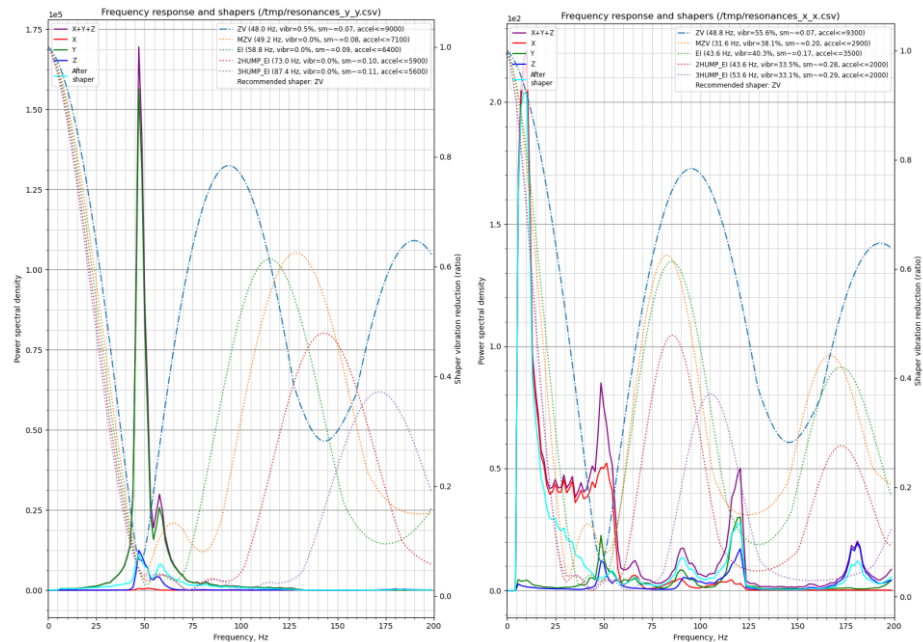 Frequency response and shapers (/tmp/resonances_y_y.csv)
1e5
X+Y+Z
X
Y
Z
After
shaper
ZV (48.0 Hz, vibr=0.5%, sm~=0.07, accel<=9000)
MZV (49.2 Hz, vibr=0.0%, sm~=0.08, accel<=7100)
EI (58.8 Hz, vibr=0.0%, sm~=0.09, accel<=6400)
2HUMP_EI (73.0 Hz, vibr=0.0%, sm~=0.10, accel<=5900)
3HUMP_EI (87.4 Hz, vibr=0.0%, sm~=0.11, accel<=5600)
Recommended shaper: ZV
1.75
1.50
1.25
1.00
0.75
0.50
0.25
0.00
Power spectral density
1.0
0.8
0.6
0.4
0.2
0.0
Shaper vibration reduction (ratio)
0 25 50 75 100 125 150 175 200
Frequency, Hz
Frequency response and shapers (/tmp/resonances_x_x.csv)
1e2
X+Y+Z
X
Y
Z
After
shaper
ZV (48.8 Hz, vibr=55.6%, sm~=0.07, accel<=9300)
MZV (31.6 Hz, vibr=38.1%, sm~=0.20, accel<=2900)
EI (43.6 Hz, vibr=40.3%, sm~=0.17, accel<=3500)
2HUMP_EI (43.6 Hz, vibr=33.5%, sm~=0.28, accel<=2000)
3HUMP_EI (53.6 Hz, vibr=33.1%, sm~=0.29, accel<=2000)
Recommended shaper: ZV
2.0
1.5
1.0
0.5
0.0
Power spectral density
1.0
0.8
0.6
0.4
0.2
0.0
Shaper vibration reduction (ratio)
0 25 50 75 100 125 150 175 200
Frequency, Hz